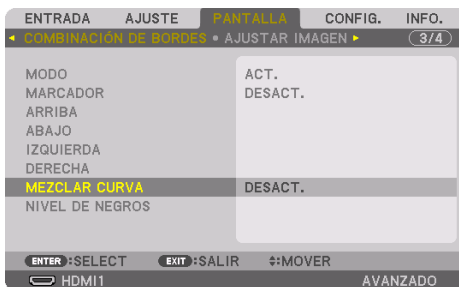 ENTRADA AJUSTE PANTALLA CONFIG. INFO.
COMBINACIÓN DE BORDES • AJUSTAR IMAGEN 3/4
MODO ACT.
MARCADOR DESACT.
ARRIBA
ABAJO
IZQUIERDA
DERECHA
MEZCLAR CURVA DESACT.
NIVEL DE NEGROS
ENTER :SELECT EXIT :SALIR :MOVER
HDMI1 AVANZADO